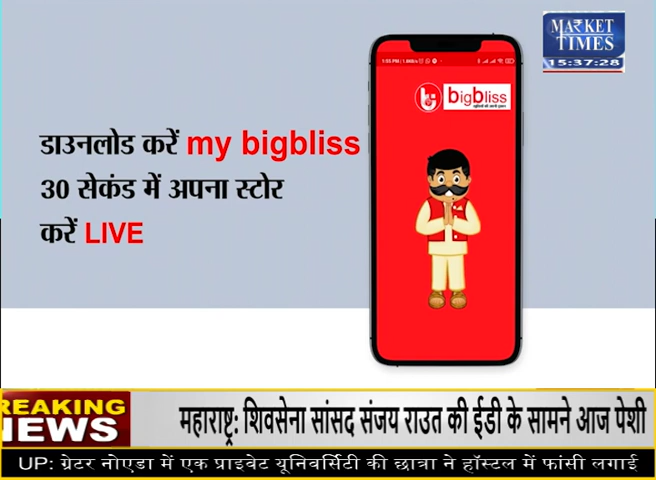 MARKET
TIMES
15:37:28
bigbliss
डाउनलोड करें my bigbliss
30 सेकंड में अपना स्टोर
करें LIVE
REAKING
NEWS
महाराष्ट्र: शिवसेना सांसद संजय राउत की ईडी के सामने आज पेशी
UP: ग्रेटर नोएडा में एक प्राइवेट यूनिवर्सिटी की छात्रा ने हॉस्टल में फांसी लगाई